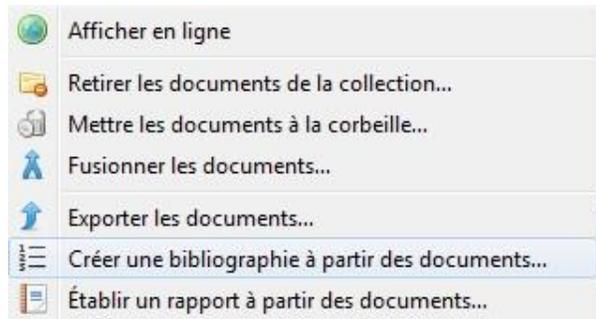 Afficher en ligne
Retirer les documents de la collection...
Mettre les documents à la corbeille...
Fusionner les documents...
Exporter les documents...
Créer une bibliographie à partir des documents...
Établir un rapport à partir des documents...